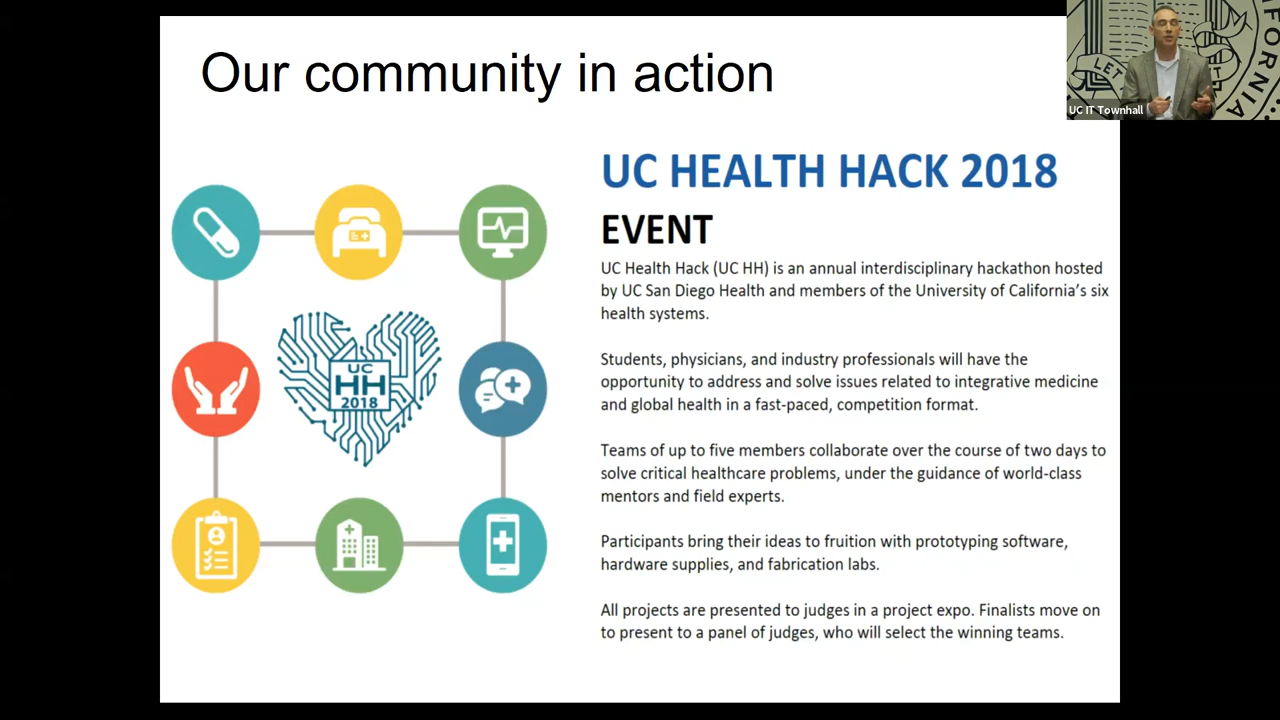 Our community in action
UC IT Townhall
LET
ORNIA
UC HEALTH HACK 2018
EVENT
UC Health Hack (UC HH) is an annual interdisciplinary hackathon hosted
by UC San Diego Health and members of the University of California’s six
health systems.
Students, physicians, and industry professionals will have the
opportunity to address and solve issues related to integrative medicine
and global health in a fast-paced, competition format.
Teams of up to five members collaborate over the course of two days to
solve critical healthcare problems, under the guidance of world-class
mentors and field experts.
Participants bring their ideas to fruition with prototyping software,
hardware supplies, and fabrication labs.
All projects are presented to judges in a project expo. Finalists move on
to present to a panel of judges, who will select the winning teams.
UC
HH
2018